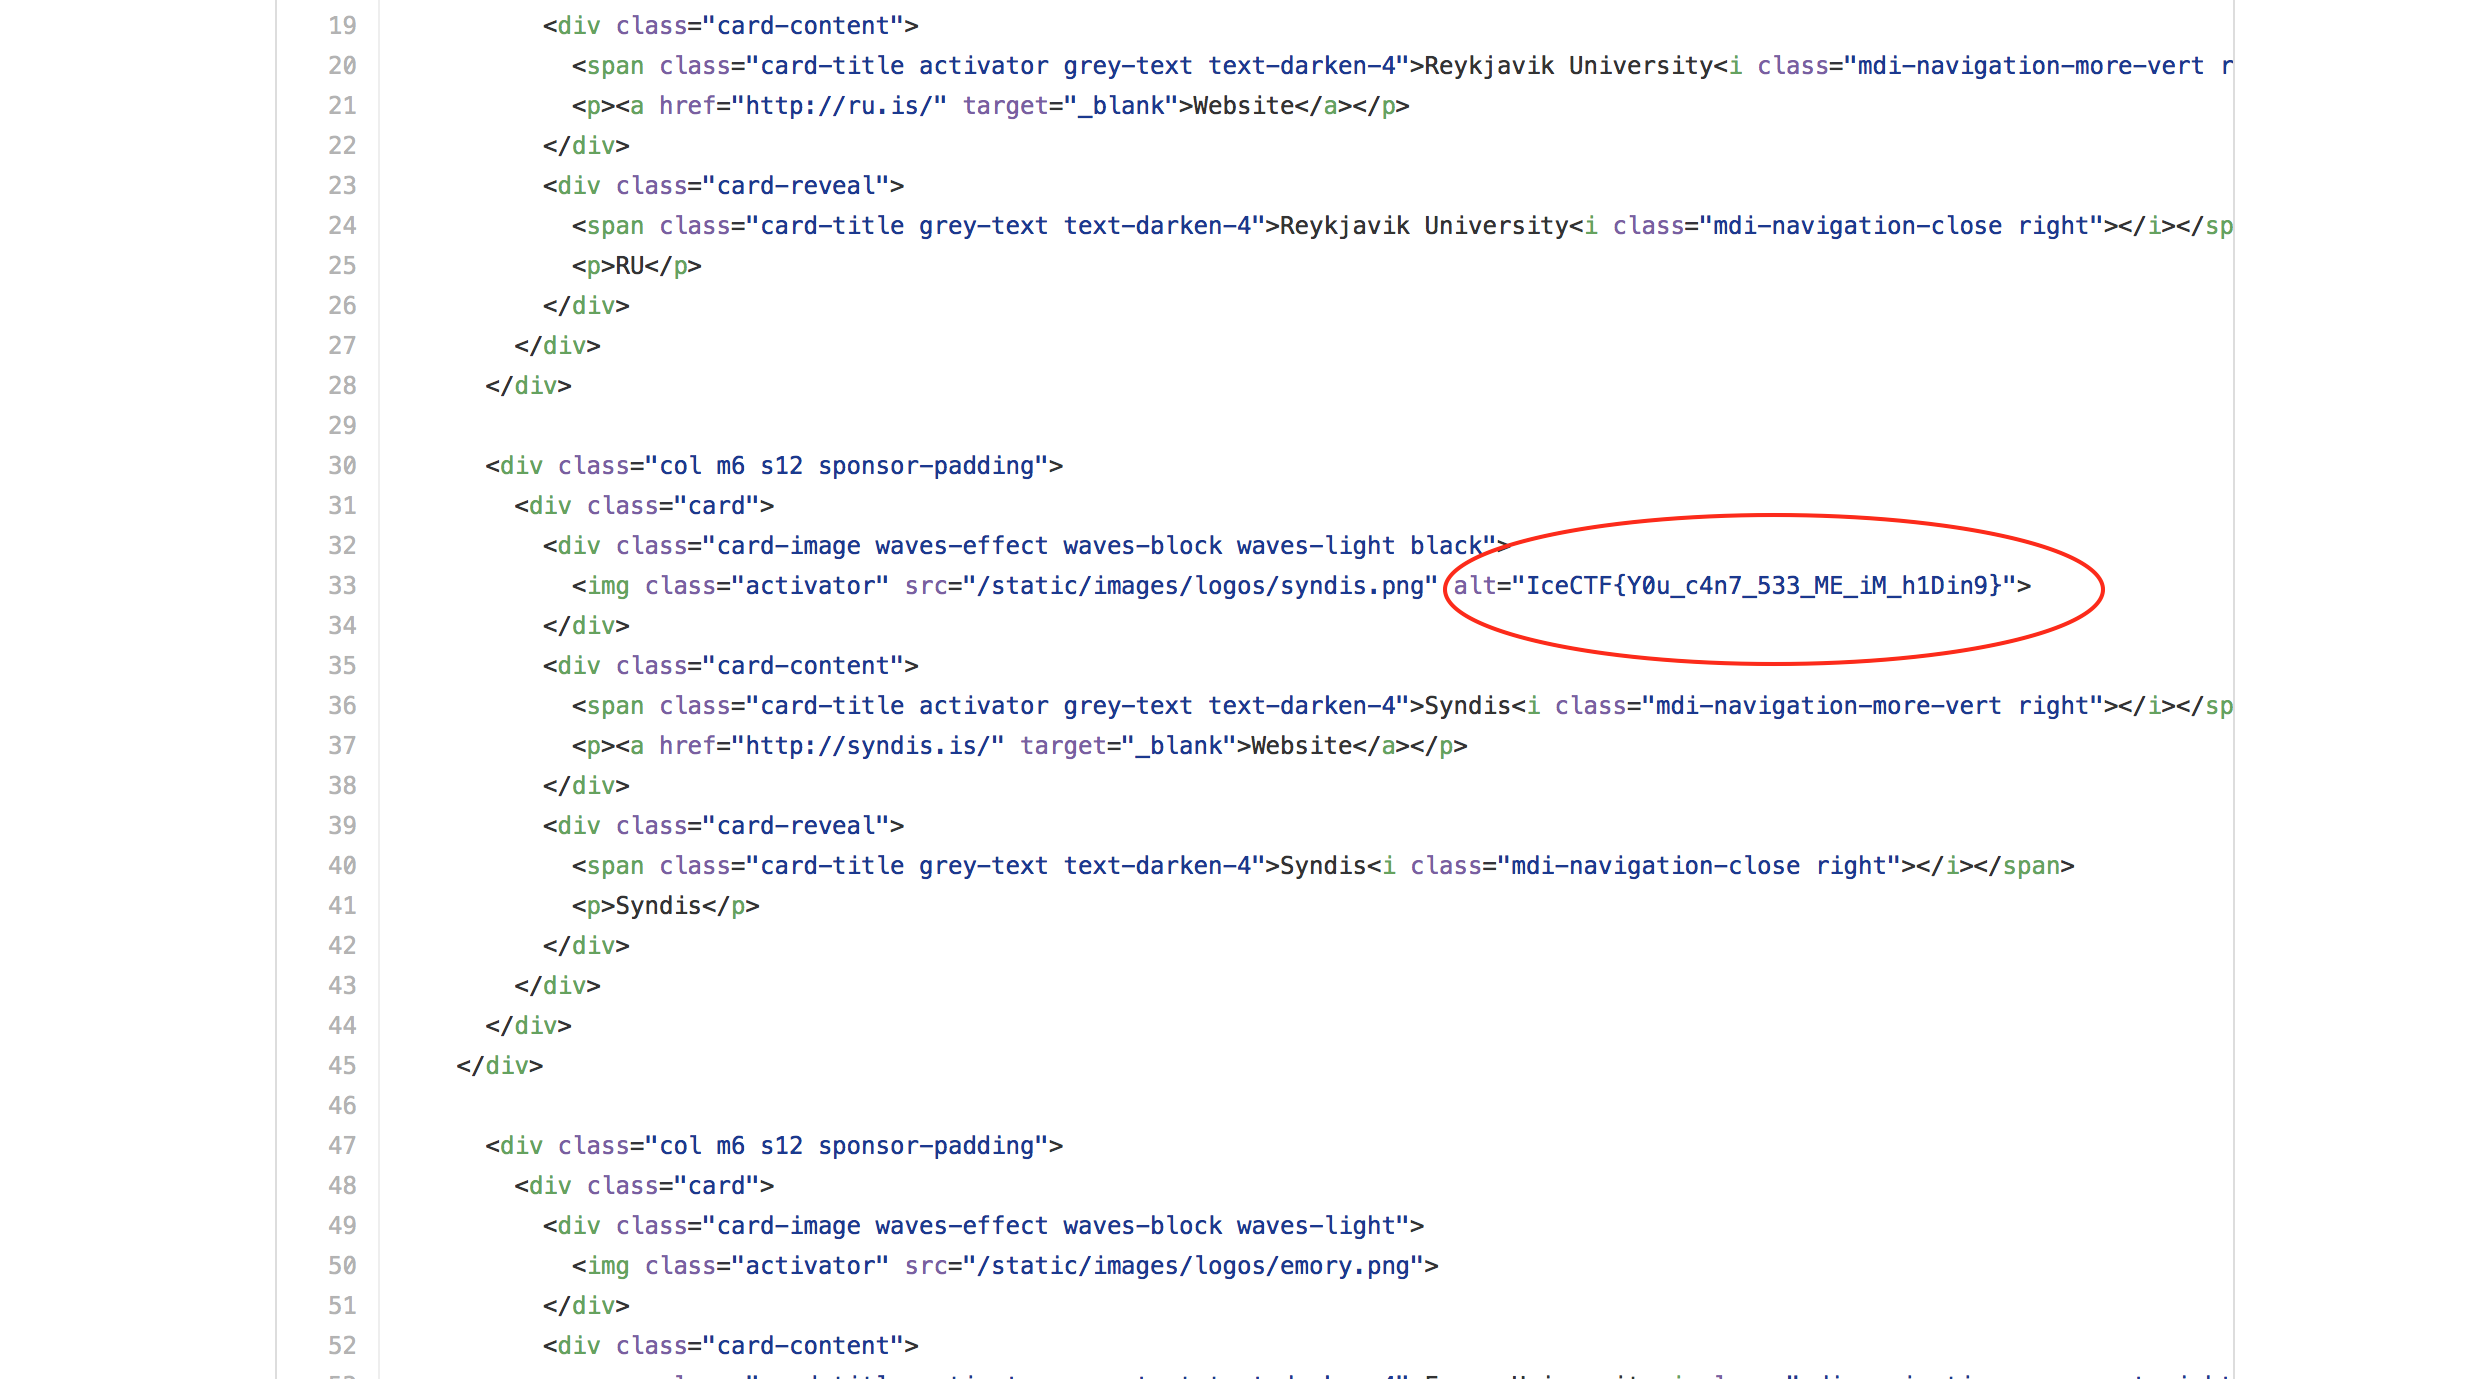 19 <div class="card-content">
20 <span class="card-title activator grey-text text-darken-4">Reykjavik University<i class="mdi-navigation-more-vert r
21 <p><a href="http://ru.is/" target="_blank">Website</a></p>
22 </div>
23 <div class="card-reveal">
24 <span class="card-title grey-text text-darken-4">Reykjavik University<i class="mdi-navigation-close right"></i></sp
25 <p>RU</p>
26 </div>
27 </div>
28 </div>
29
30 <div class="col m6 s12 sponsor-padding">
31 <div class="card">
32 <div class="card-image waves-effect waves-block waves-light black">
33 <img class="activator" src="/static/images/logos/syndis.png" alt="IceCTF{Y0u_c4n7_533_ME_iM_h1Din9}">
34 </div>
35 <div class="card-content">
36 <span class="card-title activator grey-text text-darken-4">Syndis<i class="mdi-navigation-more-vert right"></i></sp
37 <p><a href="http://syndis.is/" target="_blank">Website</a></p>
38 </div>
39 <div class="card-reveal">
40 <span class="card-title grey-text text-darken-4">Syndis<i class="mdi-navigation-close right"></i></span>
41 <p>Syndis</p>
42 </div>
43 </div>
44 </div>
45 </div>
46
47 <div class="col m6 s12 sponsor-padding">
48 <div class="card">
49 <div class="card-image waves-effect waves-block waves-light">
50 <img class="activator" src="/static/images/logos/emory.png">
51 </div>
52 <div class="card-content">